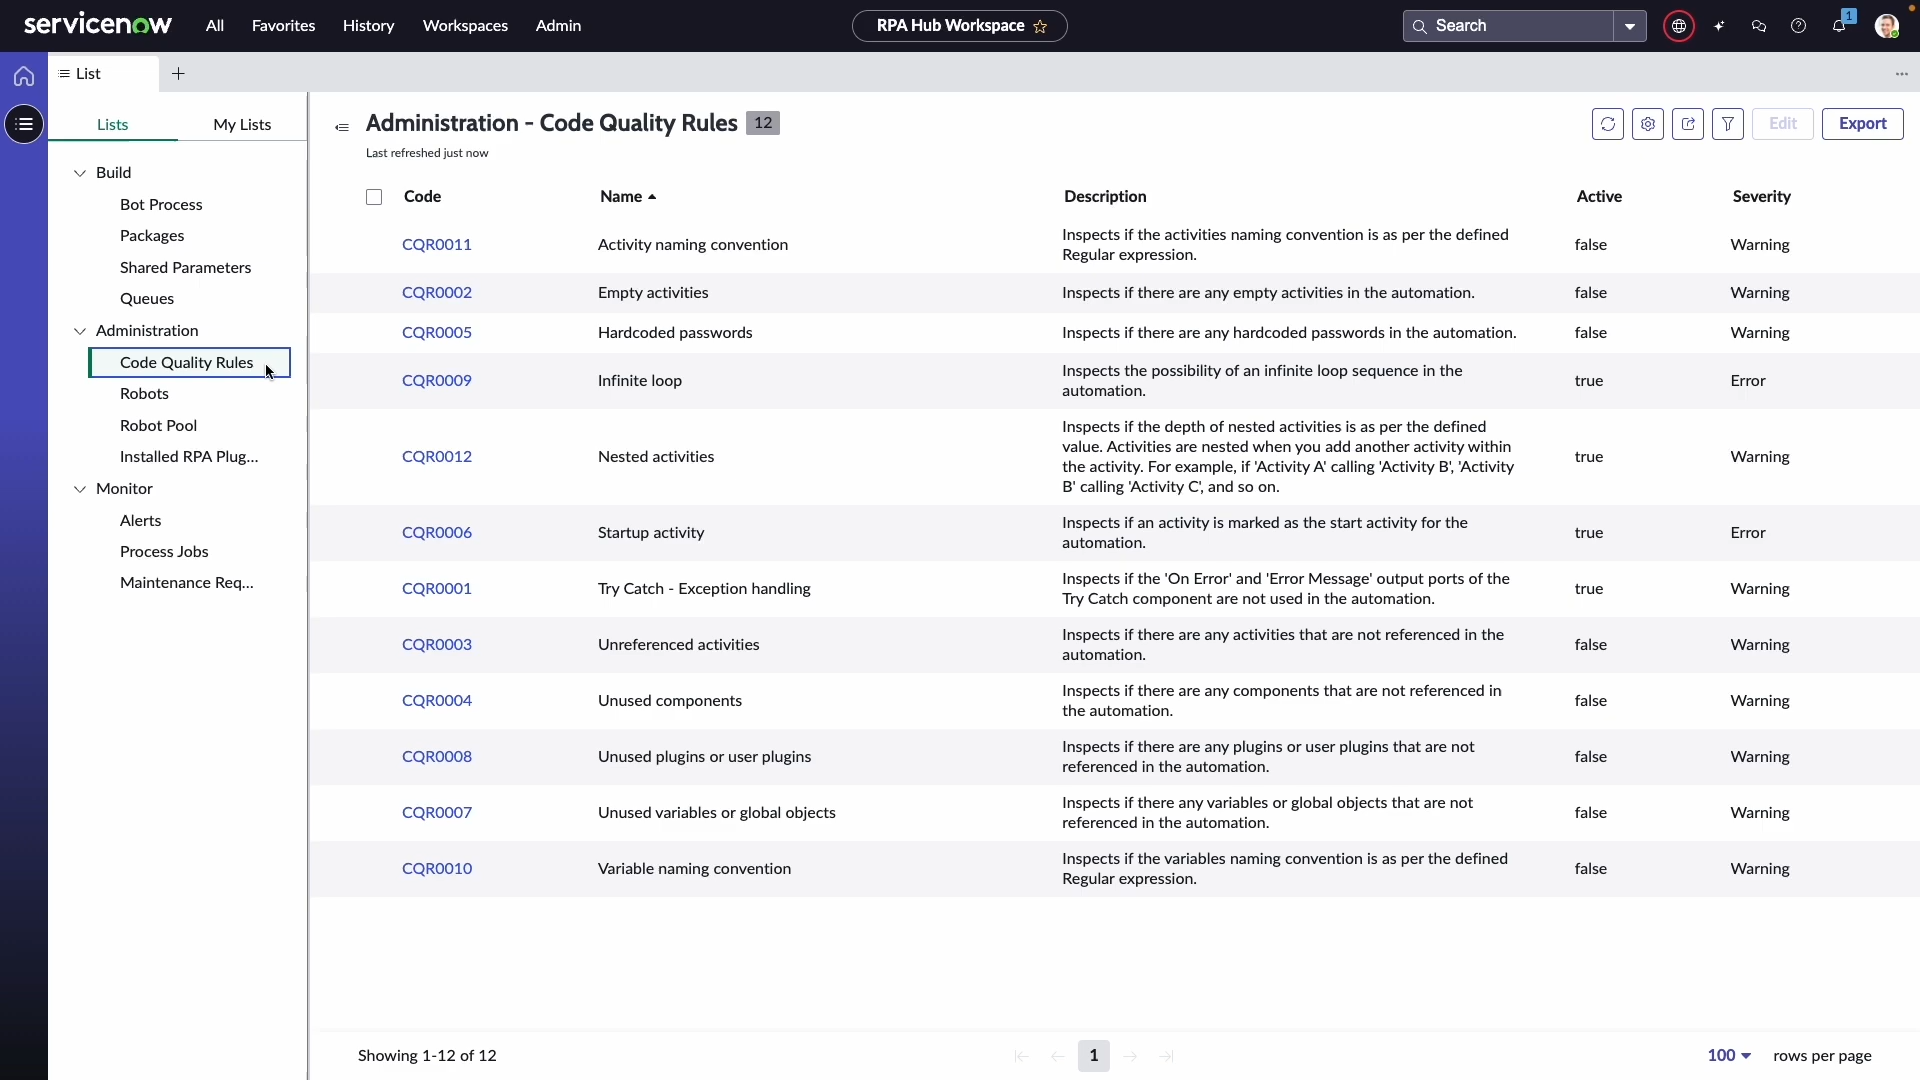 servicenow
All
Favorites
History
Workspaces
Admin
RPA Hub Workspace
Search
1
List
Lists
My Lists
Build
Bot Process
Packages
Shared Parameters
Queues
Administration
Code Quality Rules
Robots
Robot Pool
Installed RPA Plug...
Monitor
Alerts
Process Jobs
Maintenance Req...
Administration - Code Quality Rules 12
Last refreshed just now
Edit
Export
Code Name Description Active Severity
CQR0011 Activity naming convention Inspects if the activities naming convention is as per the defined
Regular expression. false Warning
CQR0002 Empty activities Inspects if there are any empty activities in the automation. false Warning
CQR0005 Hardcoded passwords Inspects if there are any hardcoded passwords in the automation. false Warning
CQR0009 Infinite loop Inspects the possibility of an infinite loop sequence in the
automation. true Error
CQR0012 Nested activities Inspects if the depth of nested activities is as per the defined
value. Activities are nested when you add another activity within
the activity. For example, if 'Activity A' calling 'Activity B', 'Activity
B' calling 'Activity C', and so on. true Warning
CQR0006 Startup activity Inspects if an activity is marked as the start activity for the
automation. true Error
CQR0001 Try Catch - Exception handling Inspects if the 'On Error' and 'Error Message' output ports of the
Try Catch component are not used in the automation. true Warning
CQR0003 Unreferenced activities Inspects if there are any activities that are not referenced in the
automation. false Warning
CQR0004 Unused components Inspects if there are any components that are not referenced in
the automation. false Warning
CQR0008 Unused plugins or user plugins Inspects if there are any plugins or user plugins that are not
referenced in the automation. false Warning
CQR0007 Unused variables or global objects Inspects if there any variables or global objects that are not
referenced in the automation. false Warning
CQR0010 Variable naming convention Inspects if the variables naming convention is as per the defined
Regular expression. false Warning
Showing 1-12 of 12
1
100 rows per page